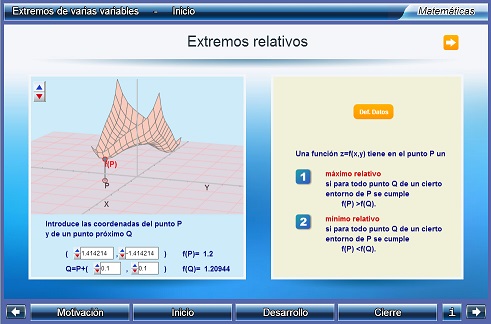 Extremos de varias variables - Inicio
Matemáticas
Extremos relativos
f(P)
P
X
Y
Introduce las coordenadas del punto P
y de un punto próximo Q
( 1.414214 , -1.414214 ) f(P)= 1.2
Q=P+( 0.1 , 0.1 ) f(Q)= 1.20944
Def. Datos
Una función z=f(x,y) tiene en el punto P un
1 máximo relativo
si para todo punto Q de un cierto
entorno de P se cumple
f(P) >f(Q).
2 mínimo relativo
si para todo punto Q de un cierto
entorno de P se cumple
f(P) <f(Q).
Motivación Inicio Desarrollo Cierre i